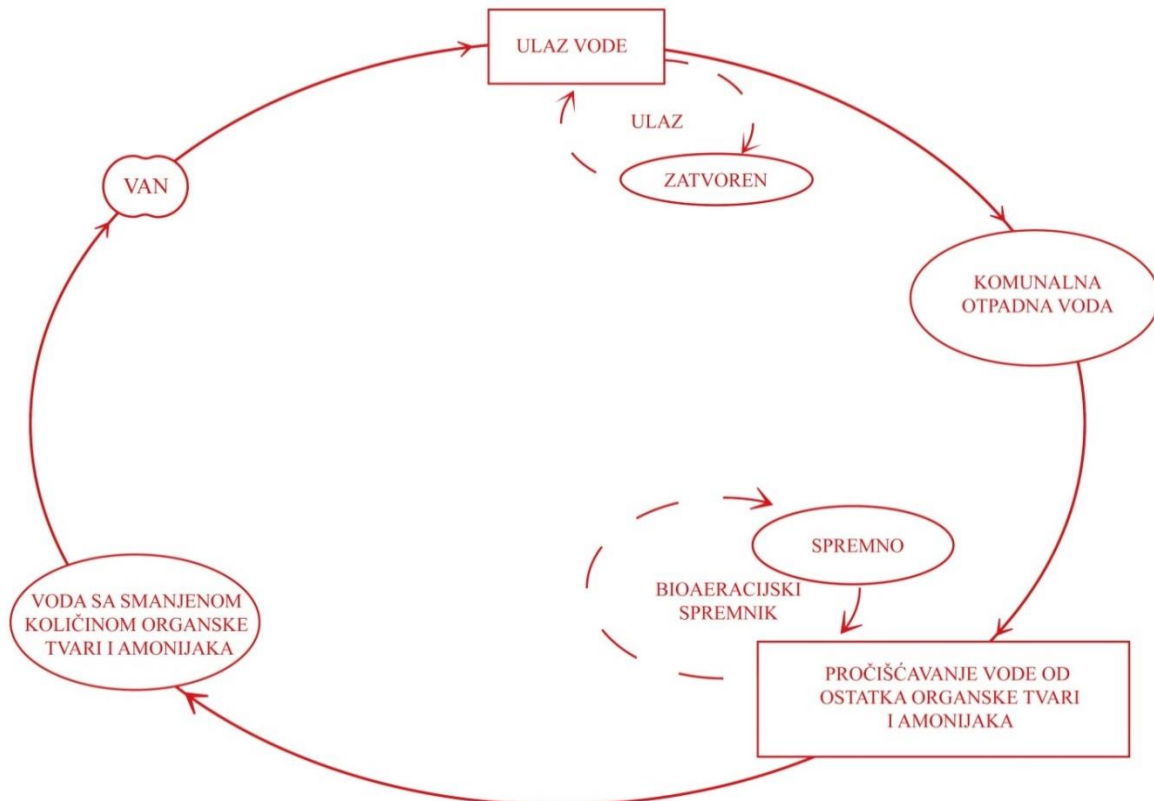 ULAZ VODE
ULAZ
ZATVOREN
VAN
KOMUNALNA
OTPADNA VODA
SPREMNO
BIOAERACIJSKI
SPREMNIK
VODA SA SMANJENOM
KOLIČINOM ORGANSKE
TVARI I AMONIJAKA
PROČIŠĆAVANJE VODE OD
OSTATKA ORGANSKE TVARI
I AMONIJAKA